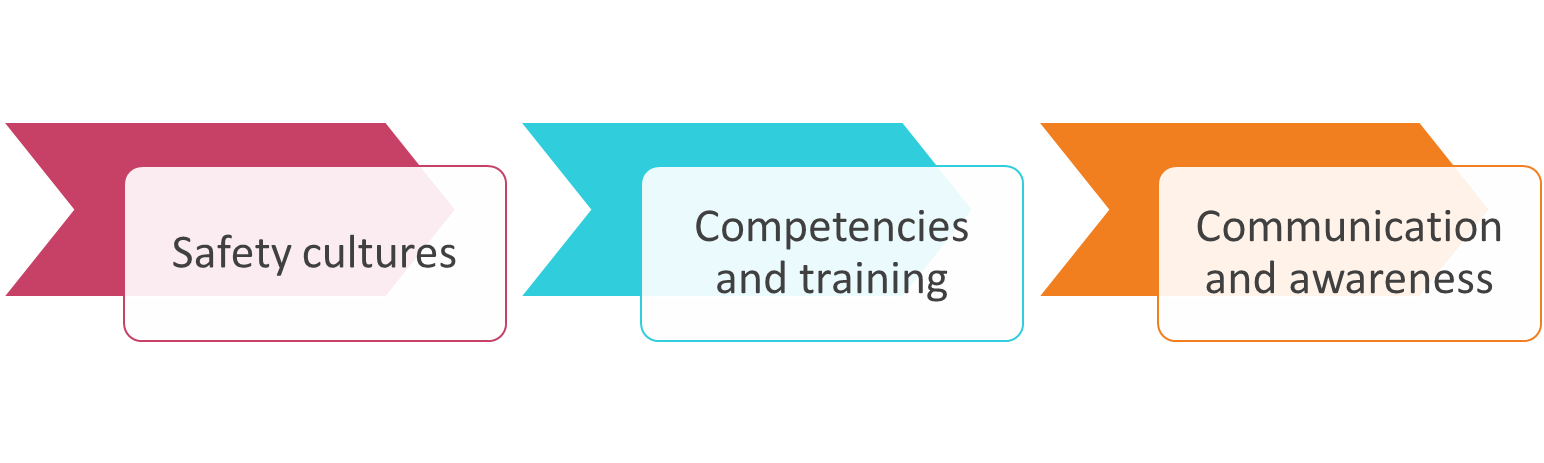 Safety cultures
Competencies
and training
Communication
and awareness